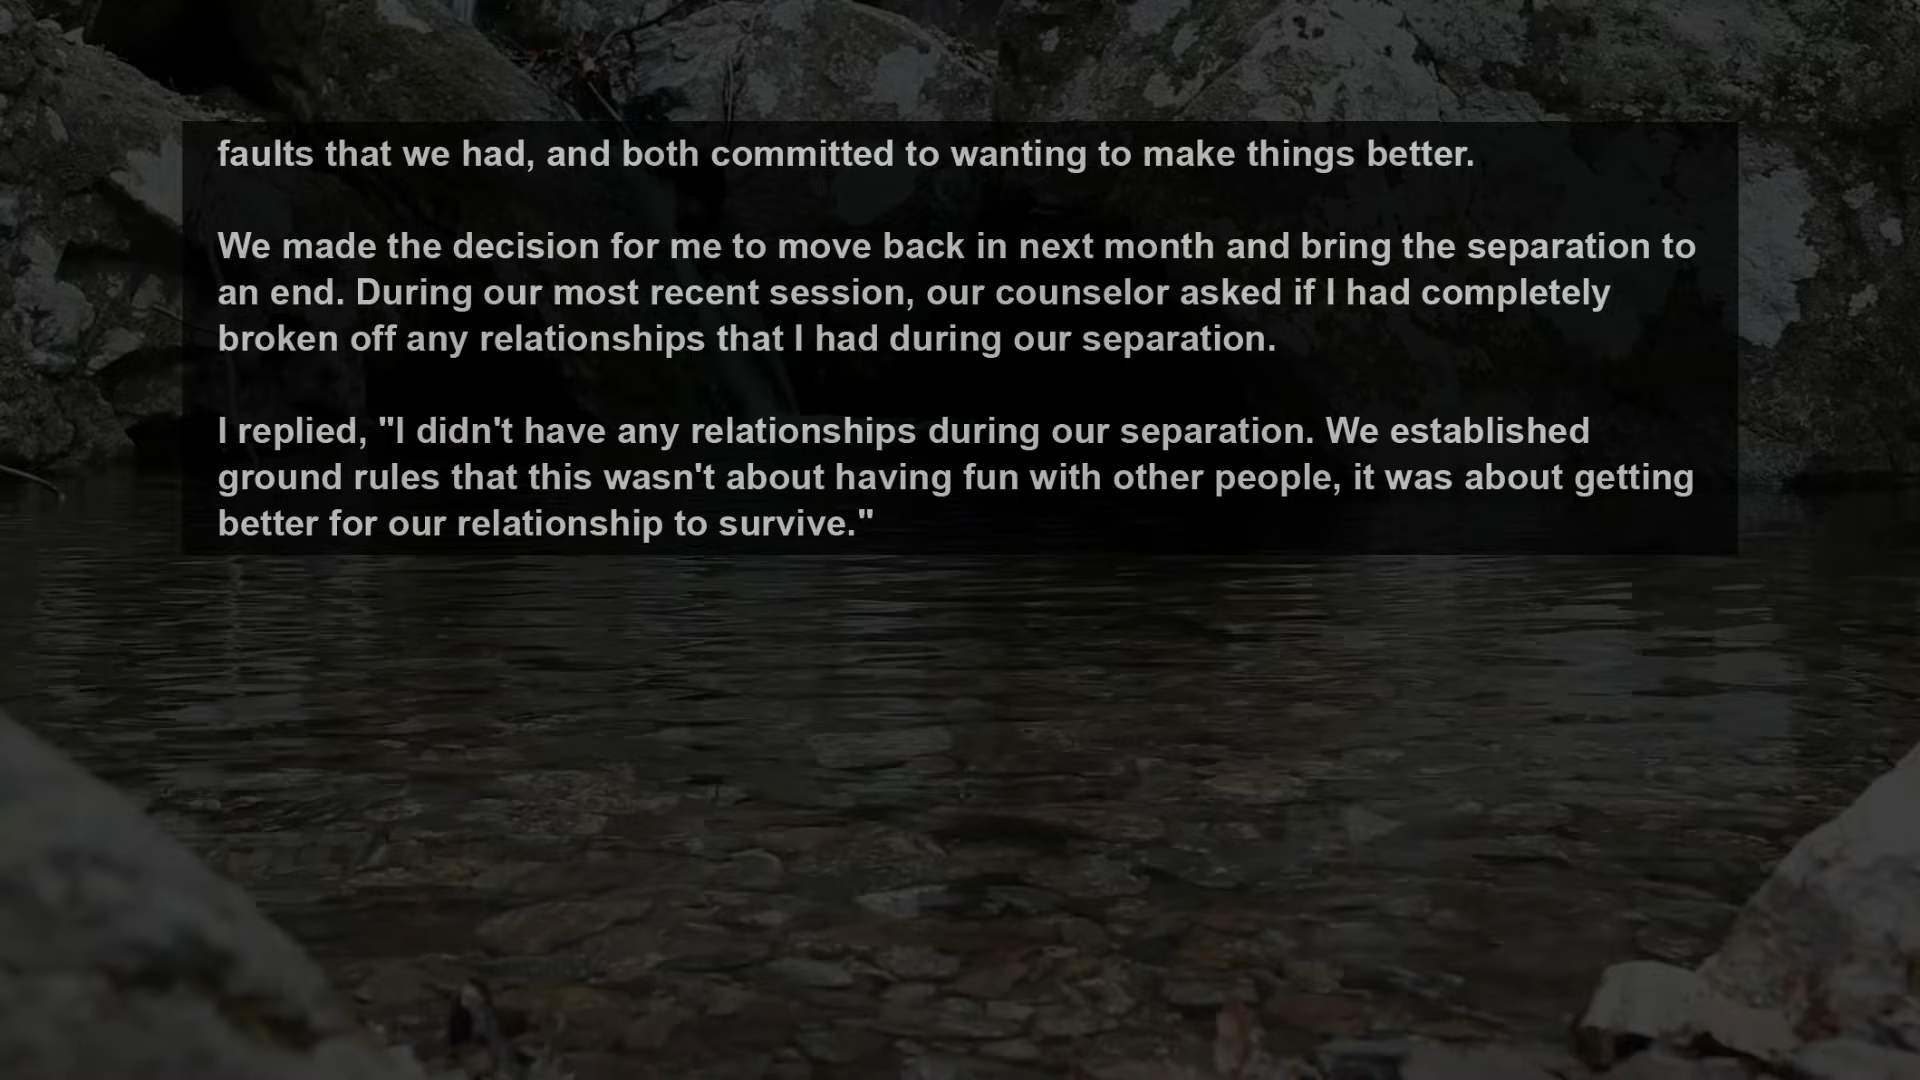 faults that we had, and both committed to wanting to make things better.
We made the decision for me to move back in next month and bring the separation to
an end. During our most recent session, our counselor asked if I had completely
broken off any relationships that I had during our separation.
I replied, "I didn't have any relationships during our separation. We established
ground rules that this wasn't about having fun with other people, it was about getting
better for our relationship to survive."